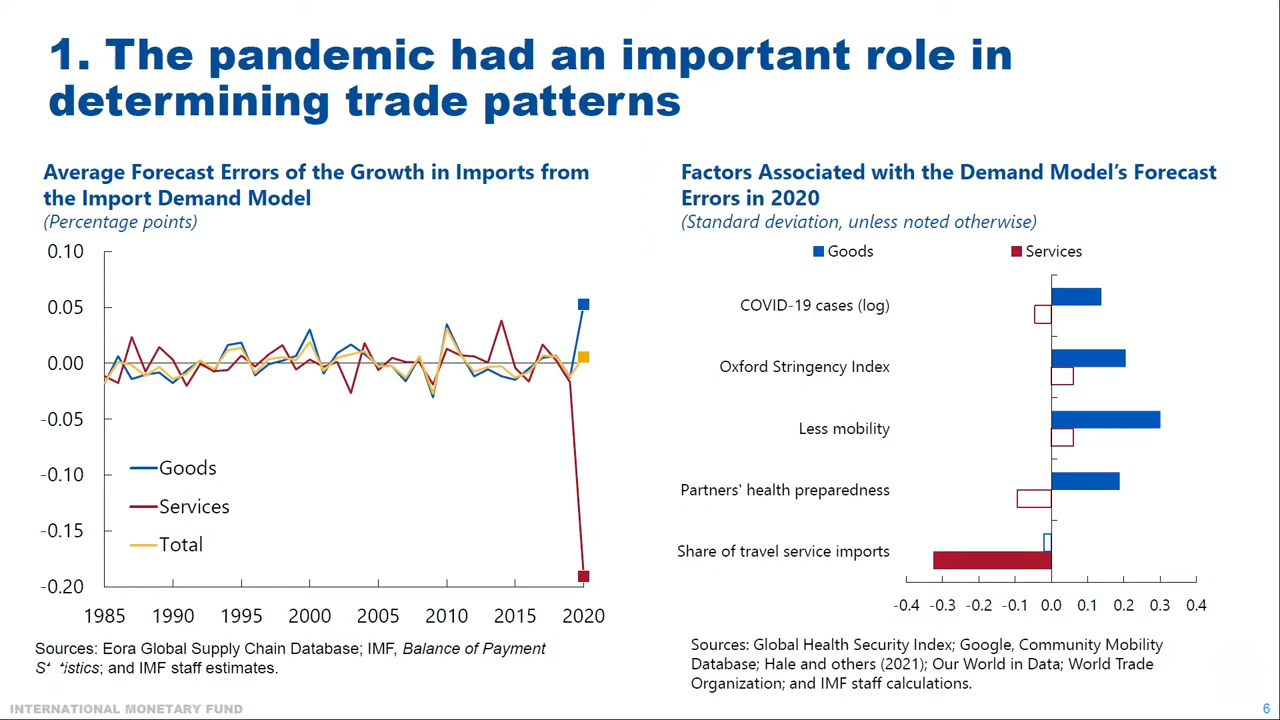 1. The pandemic had an important role in
determining trade patterns
Average Forecast Errors of the Growth in Imports from
the Import Demand Model
(Percentage points)
0.10
0.05
0.00
-0.05
-0.10
-0.15
-0.20
Goods
Services
Total
1985 1990 1995 2000 2005 2010 2015 2020
Sources: Eora Global Supply Chain Database; IMF, Balance of Payment
; and IMF staff estimates.
Factors Associated with the Demand Model’s Forecast
Errors in 2020
(Standard deviation, unless noted otherwise)
Goods Services
COVID-19 cases (log)
Oxford Stringency Index
Less mobility
Partners' health preparedness
Share of travel service imports
-0.4 -0.3 -0.2 -0.1 0.0 0.1 0.2 0.3 0.4
Sources: Global Health Security Index; Google, Community Mobility
Database; Hale and others (2021); Our World in Data; World Trade
Organization; and IMF staff calculations.
INTERNATIONAL MONETARY FUND 6